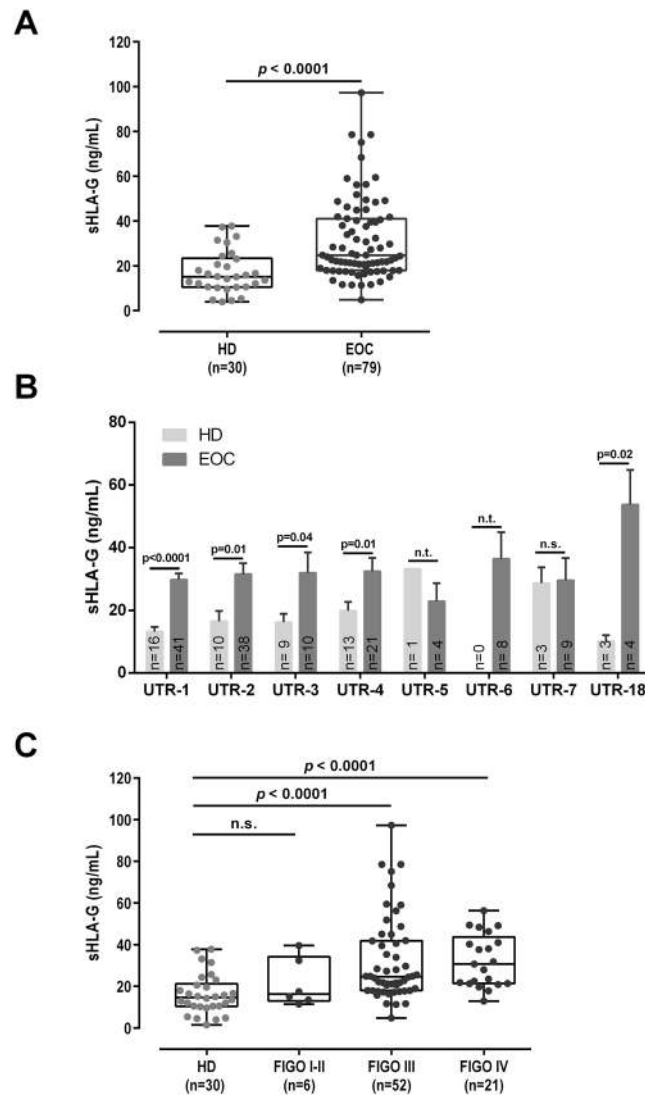 A
p < 0.0001
sHLA-G (ng/mL)
120
100
80
60
40
20
0
HD
(n=30)
EOC
(n=79)
B
HD
EOC
sHLA-G (ng/mL)
80
60
40
20
0
p<0.0001
p=0.01
p=0.04
p=0.01
n.t.
n.t.
n.s.
p=0.02
n=16
n=41
n=10
n=38
n= 9
n=10
n=13
n=21
n= 1
n= 4
n=0
n= 8
n=3
n= 9
n= 3
n= 4
UTR-1
UTR-2
UTR-3
UTR-4
UTR-5
UTR-6
UTR-7
UTR-18
C
p < 0.0001
p < 0.0001
n.s.
sHLA-G (ng/mL)
120
100
80
60
40
20
0
HD
(n=30)
FIGO I-II
(n=6)
FIGO III
(n=52)
FIGO IV
(n=21)